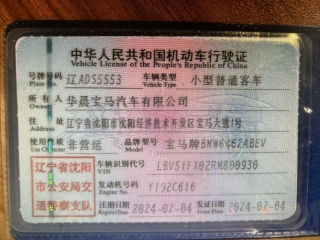 中华人民共和国机动车行驶证
Vehicle License of the People's Republic of China
号牌号码 辽ADS5553 车辆类型 小型普通客车
Plate No. Vehicle Type
所有人 华晨宝马汽车有限公司
Owner
住址 辽宁省沈阳市沈阳经济技术开发区宝马大道1号
Address
使用性质 非营运 品牌型号 宝马牌BMW6462ABEV
Use Character Model
辽宁省沈阳 车辆识别代号 LBV51FX02RM860930
市公安局交 VIN
通警察支队 发动机号码 Y192C616
Engine No.
注册日期 2024-02-04 发证日期 2024-02-04
Register Date Issue Date